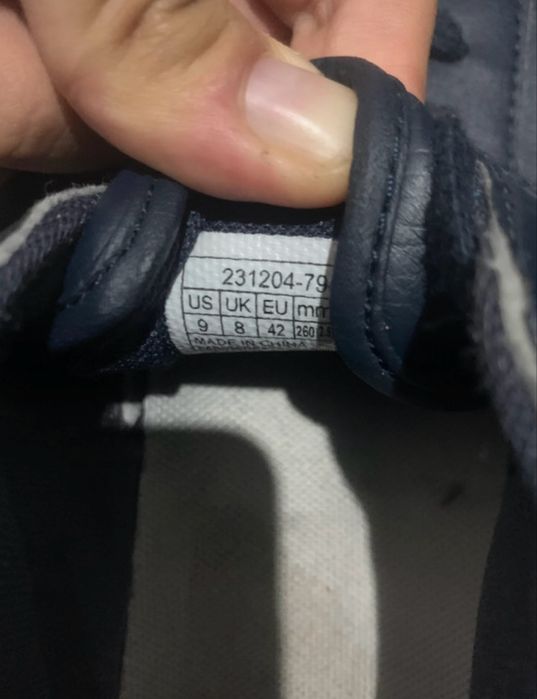 231204-79
US UK EU mm
9 8 42 260
MADE IN CHINA